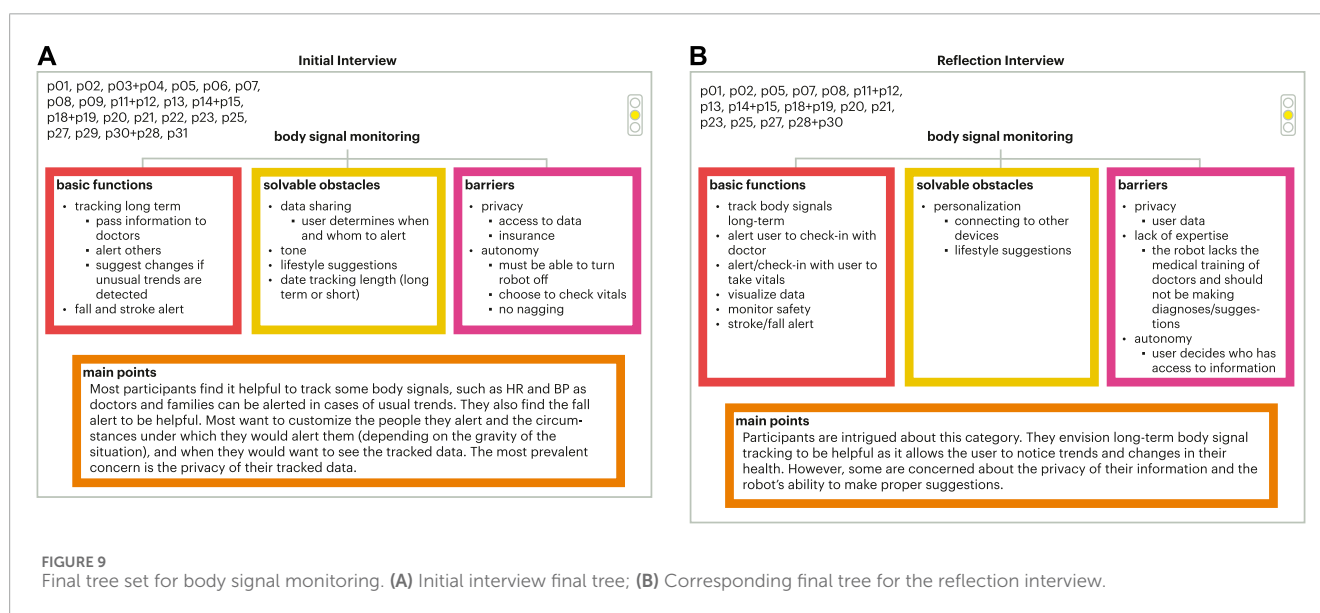 A
Initial Interview
p01, p02, p03+p04, p05, p06, p07,
p08, p09, p11+p12, p13, p14+p15,
p18+p19, p20, p21, p22, p23, p25,
p27, p29, p30+p28, p31
body signal monitoring
basic functions
• tracking long term
▪ pass information to
doctors
▪ alert others
▪ suggest changes if
unusual trends are
detected
• fall and stroke alert
solvable obstacles
• data sharing
▪ user determines when
and whom to alert
• tone
• lifestyle suggestions
• date tracking length (long
term or short)
barriers
• privacy
▪ access to data
▪ insurance
• autonomy
▪ must be able to turn
robot off
▪ choose to check vitals
▪ no nagging
main points
Most participants find it helpful to track some body signals, such as HR and BP as
doctors and families can be alerted in cases of usual trends. They also find the fall
alert to be helpful. Most want to customize the people they alert and the circum-
stances under which they would alert them (depending on the gravity of the
situation), and when they would want to see the tracked data. The most prevalent
concern is the privacy of their tracked data.
B
Reflection Interview
p01, p02, p05, p07, p08, p11+p12,
p13, p14+p15, p18+p19, p20, p21,
p23, p25, p27, p28+p30
body signal monitoring
basic functions
• track body signals
long-term
• alert user to check-in with
doctor
• alert/check-in with user to
take vitals
• visualize data
• monitor safety
• stroke/fall alert
solvable obstacles
• personalization
▪ connecting to other
devices
▪ lifestyle suggestions
barriers
• privacy
▪ user data
• lack of expertise
▪ the robot lacks the
medical training of
doctors and should
not be making
diagnoses/sugges-
tions
• autonomy
▪ user decides who has
access to information
main points
Participants are intrigued about this category. They envision long-term body signal
tracking to be helpful as it allows the user to notice trends and changes in their
health. However, some are concerned about the privacy of their information and the
robot's ability to make proper suggestions.
FIGURE 9
Final tree set for body signal monitoring. (A) Initial interview final tree; (B) Corresponding final tree for the reflection interview.